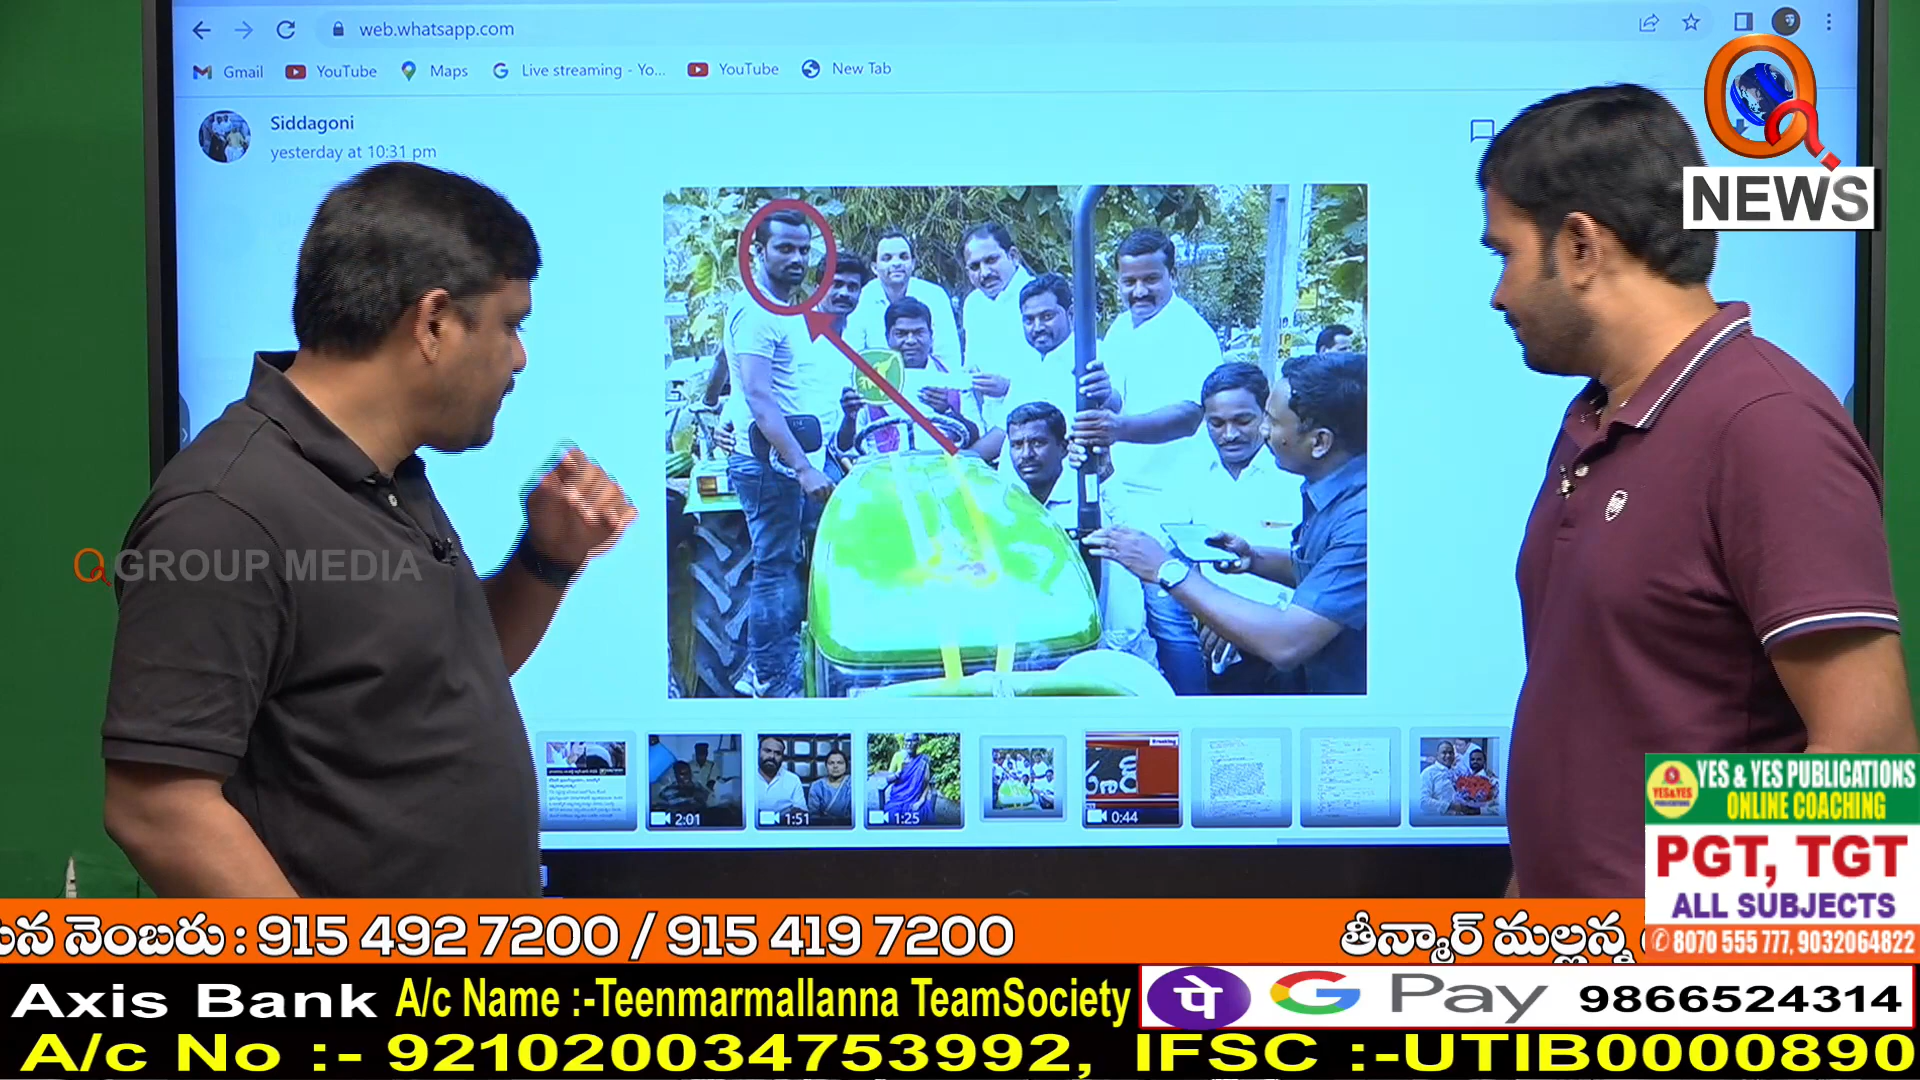 web.whatsapp.com
Gmail
YouTube
Maps
Live streaming - Yo...
YouTube
New Tab
Siddagoni
yesterday at 10:31 pm
NEWS
GROUP MEDIA
2:01
1:51
1:25
0:44
YES & YES PUBLICATIONS
ONLINE COACHING
PGT, TGT
ALL SUBJECTS
8070 555 777, 9032064822
నెంబరు : 915 492 7200 / 915 419 7200
తీన్మార్ మల్లన్న
Axis Bank A/c Name :-Teenmarmallanna TeamSociety
पे G Pay 9866524314
A/c No :- 921020034753992, IFSC :-UTIB0000890